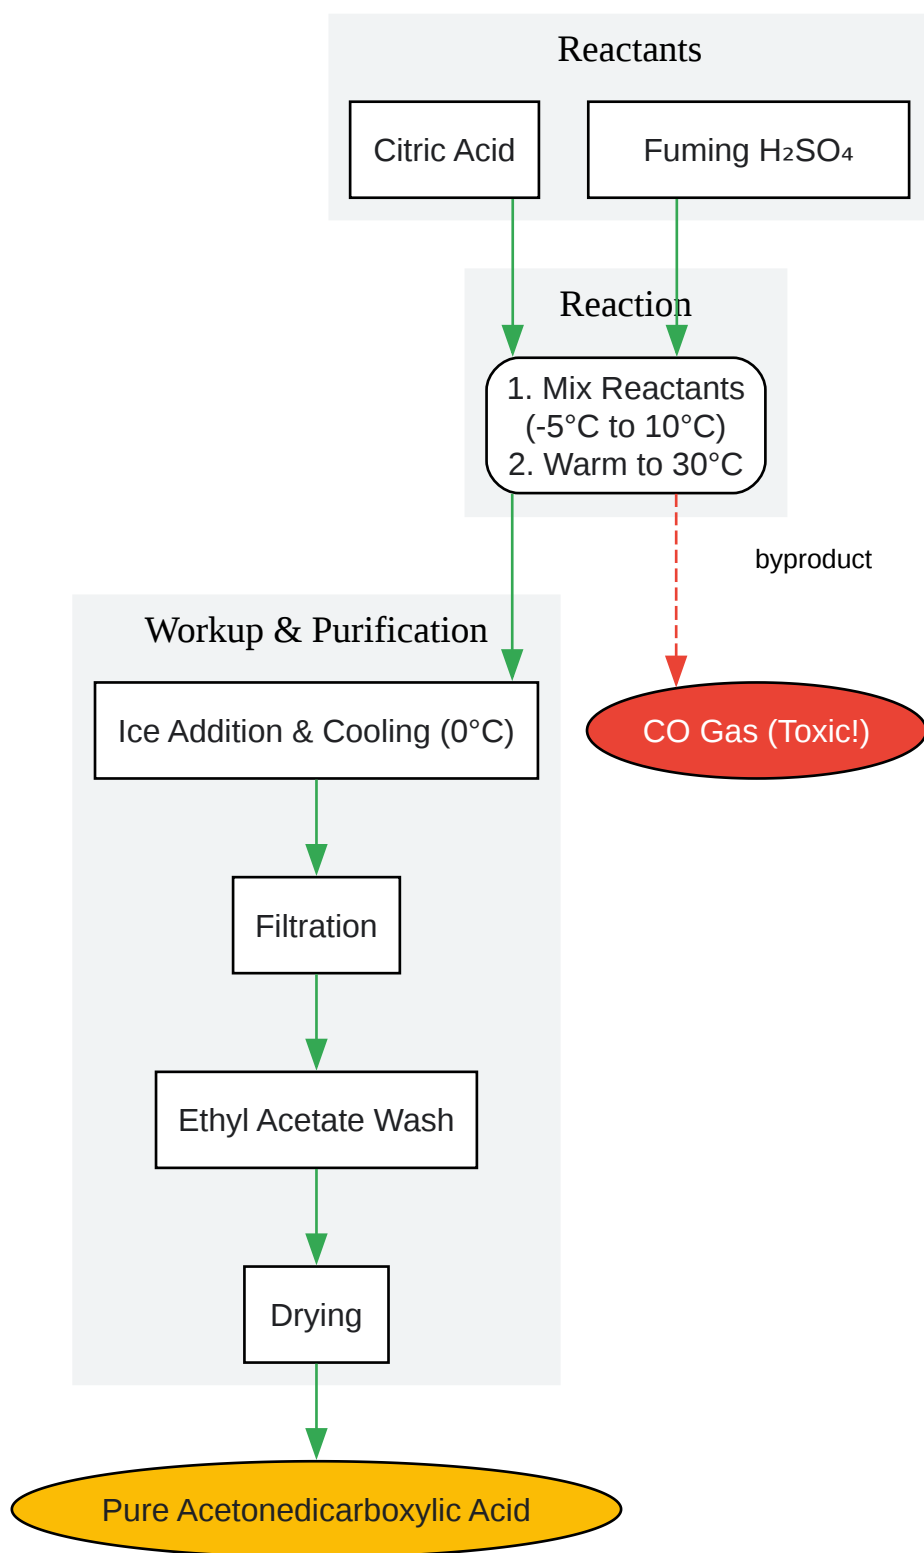 Reactants
Citric Acid
Fuming H₂SO₄
Reaction
1. Mix Reactants
(-5°C to 10°C)
2. Warm to 30°C
byproduct
Workup & Purification
Ice Addition & Cooling (0°C)
CO Gas (Toxic!)
Filtration
Ethyl Acetate Wash
Drying
Pure Acetonedicarboxylic Acid